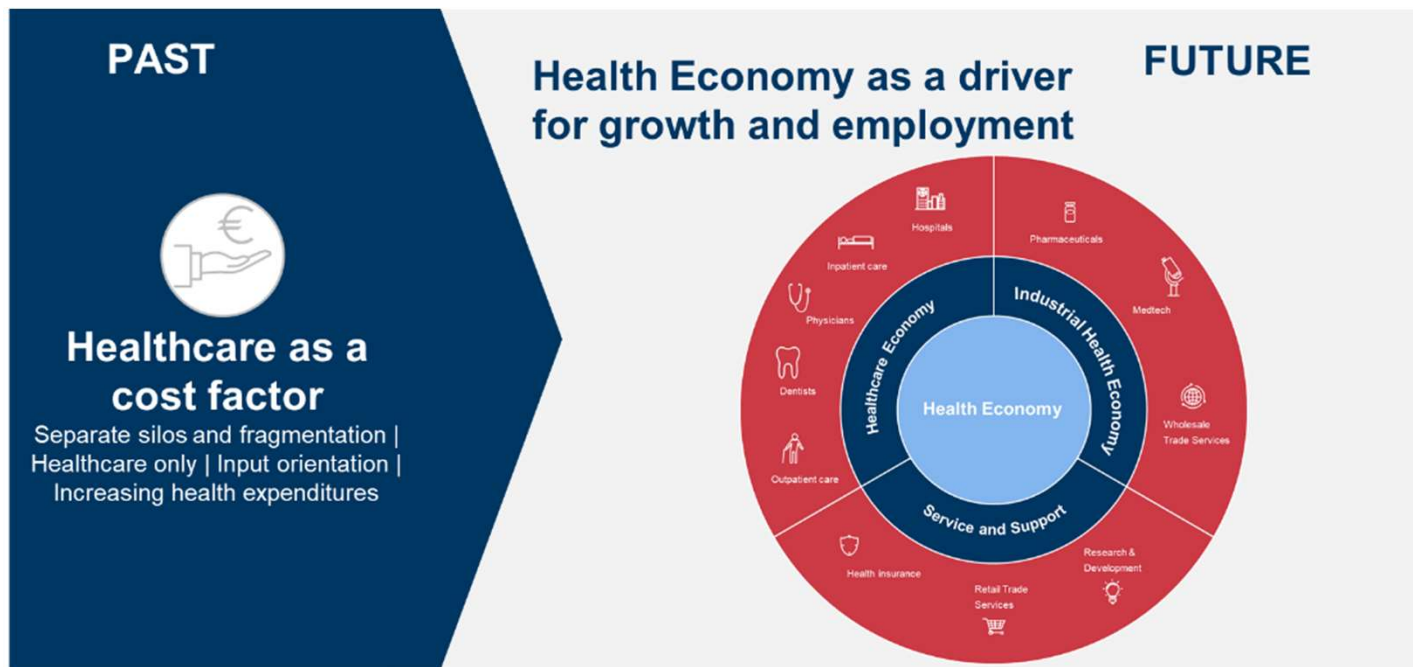 PAST
Healthcare as a
cost factor
Separate silos and fragmentation |
Healthcare only | Input orientation |
Increasing health expenditures
Health Economy as a driver
for growth and employment
FUTURE
Hospitals
Inpatient care
Physicians
Dentists
Outpatient care
Healthcare Economy
Pharmaceuticals
Medtech
Wholesale
Trade Services
Industrial Health Economy
Health Economy
Service and Support
Health insurance
Retail Trade
Services
Research &
Development
€